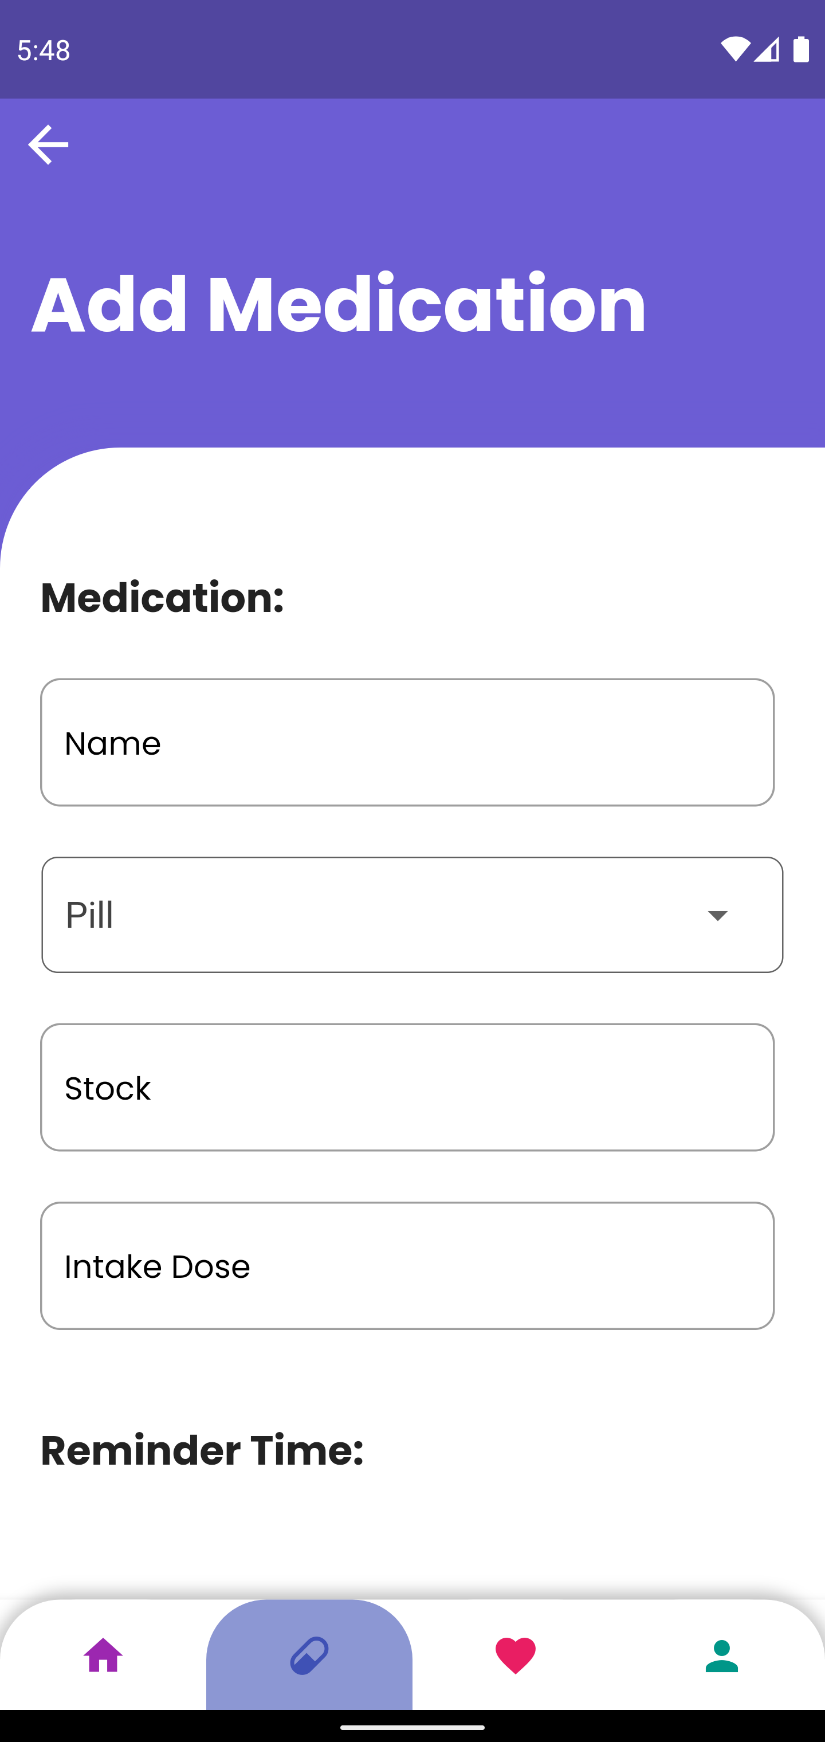 5:48
Add Medication
Medication:
Name
Pill
Stock
Intake Dose
Reminder Time: